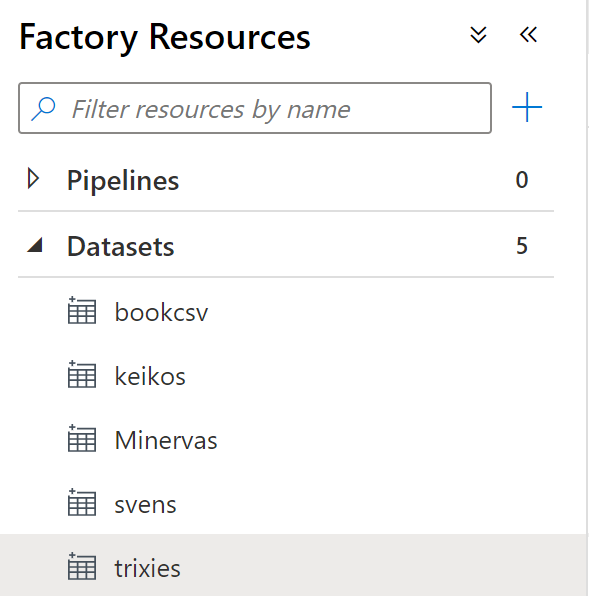 Factory Resources
Filter resources by name
Pipelines 0
Datasets 5
bookcsv
keikos
Minervas
svens
trixies